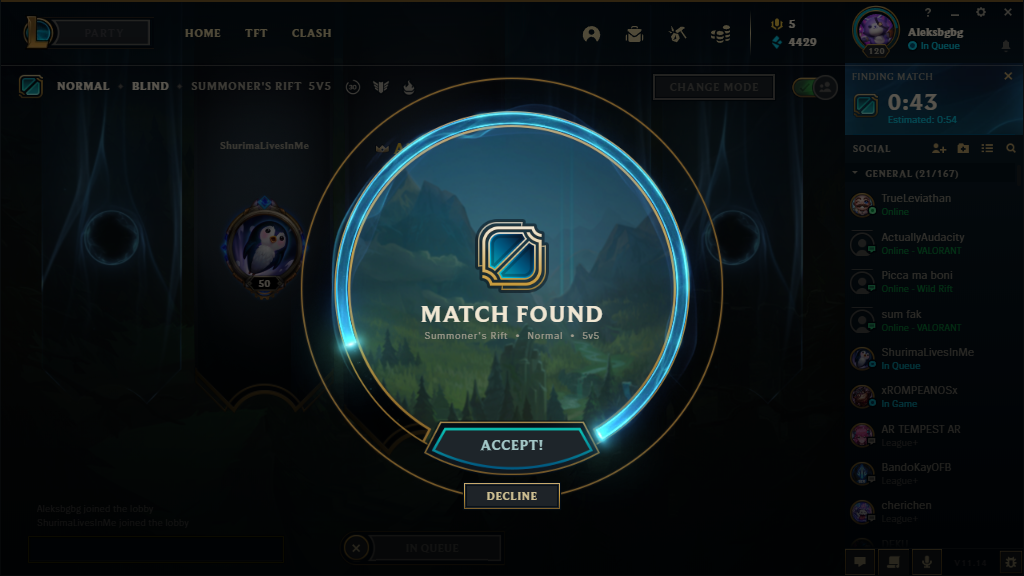 PARTY
HOME TFT CLASH
5
4429
?
Aleksbgbg
In Queue
120
NORMAL • BLIND • SUMMONER'S RIFT 5V5
30
CHANGE MODE
FINDING MATCH
0:43
Estimated: 0:54
SOCIAL
GENERAL (21/167)
TrueLeviathan
Online
ActuallyAudacity
Online - VALORANT
Picca ma boni
Online - Wild Rift
sum fak
Online - VALORANT
ShurimaLivesInMe
In Queue
xROMPEANOSx
In Game
AR TEMPEST AR
League+
BandoKayOFB
League+
cherichen
League+
ShurimaLivesInMe
50
MATCH FOUND
Summoner's Rift • Normal • 5v5
ACCEPT!
DECLINE
Aleksbgbg joined the lobby
ShurimaLivesInMe joined the lobby
IN QUEUE
V13.14